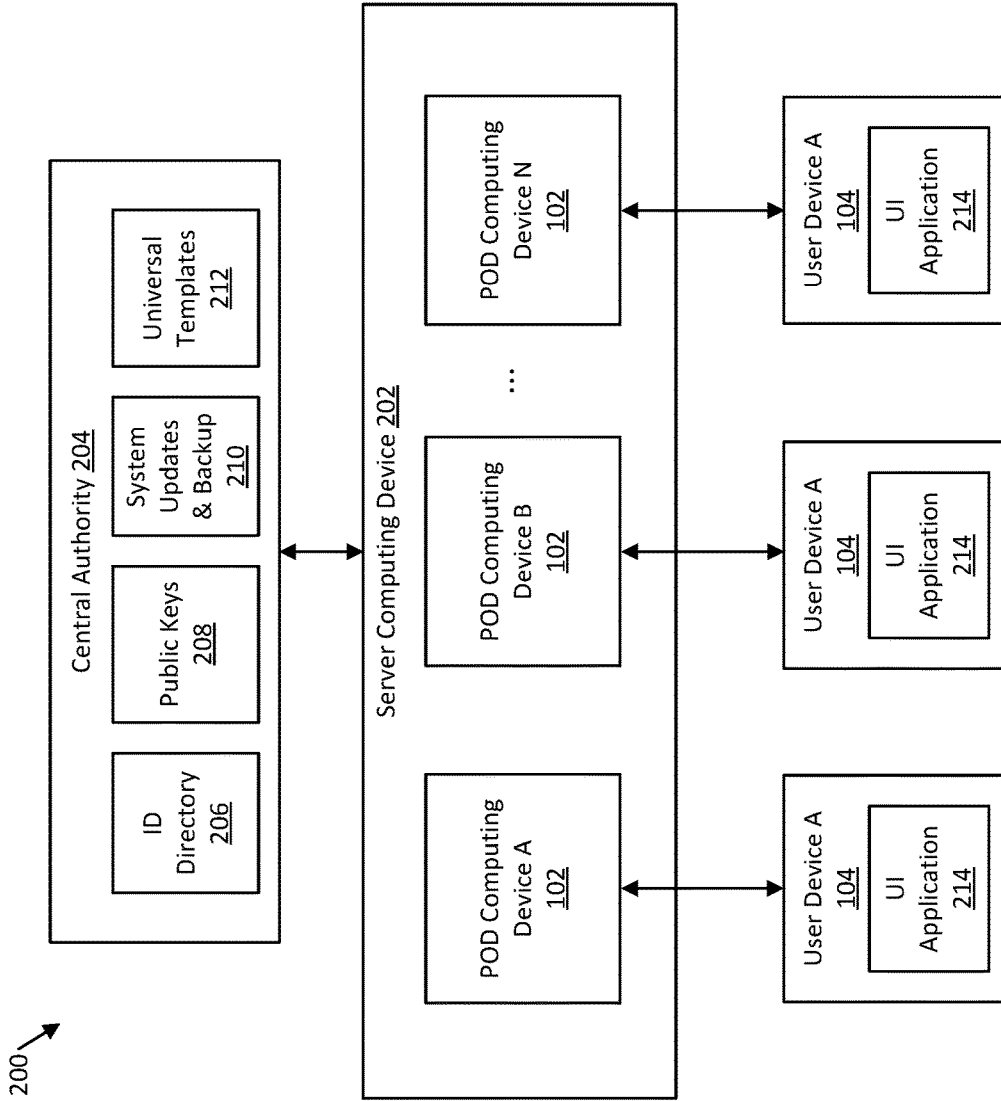 200
Central Authority 204
ID
Directory
206
Public Keys
208
System
Updates
& Backup
210
Universal
Templates
212
Server Computing Device 202
POD Computing
Device A
102
POD Computing
Device B
102
...
POD Computing
Device N
102
User Device A
104
UI
Application
214
User Device A
104
UI
Application
214
User Device A
104
UI
Application
214